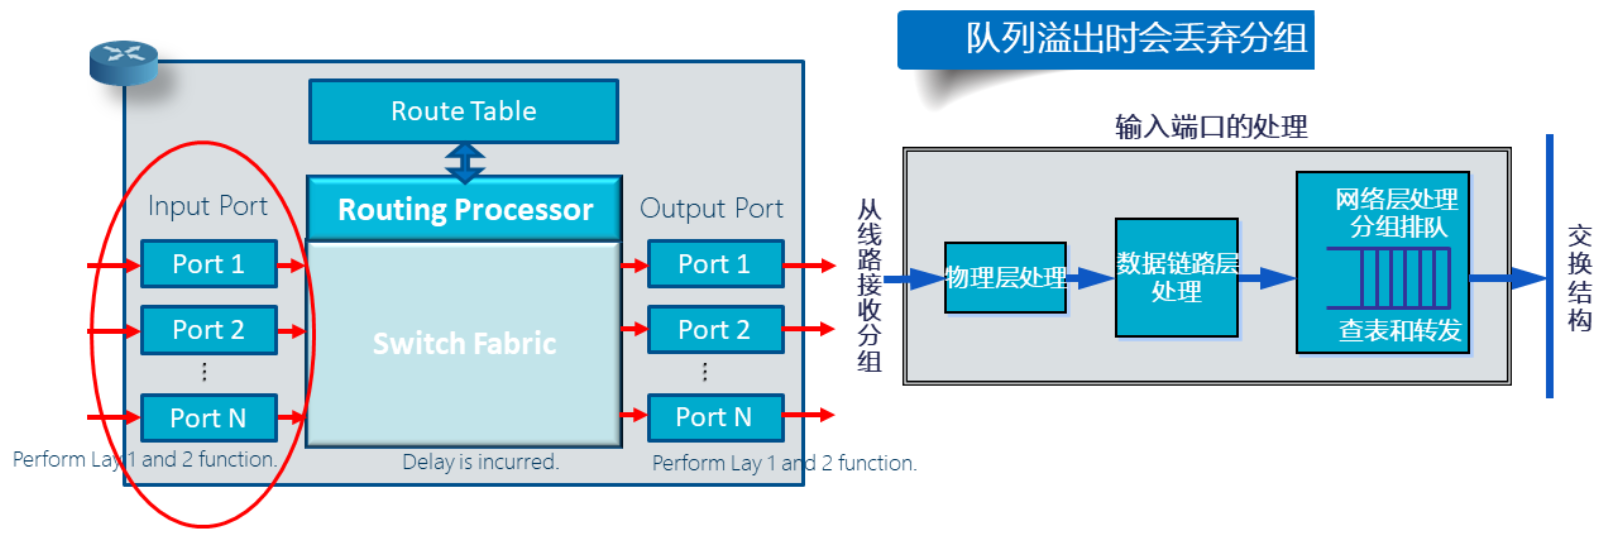 队列溢出时会丢弃分组
Route Table
Routing Processor
Switch Fabric
Input Port
Port 1
Port 2
⋮
Port N
Output Port
Port 1
Port 2
⋮
Port N
Perform Lay 1 and 2 function.
Delay is incurred.
Perform Lay 1 and 2 function.
输入端口的处理
从线路接收分组
物理层处理
数据链路层
处理
网络层处理
分组排队
查表和转发
交换结构